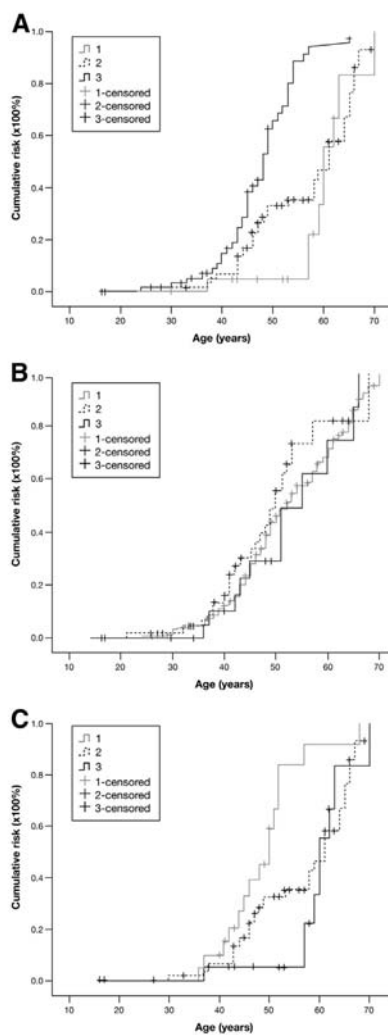 A
1
2
3
1-censored
2-censored
3-censored
Cumulative risk (x100%)
1.0
0.8
0.6
0.4
0.2
0.0
10 20 30 40 50 60 70
Age (years)
B
1
2
3
1-censored
2-censored
3-censored
Cumulative risk (x100%)
1.0
0.8
0.6
0.4
0.2
0.0
10 20 30 40 50 60 70
Age (years)
C
1
2
3
1-censored
2-censored
3-censored
Cumulative risk (x100%)
1.0
0.8
0.6
0.4
0.2
0.0
10 20 30 40 50 60 70
Age (years)